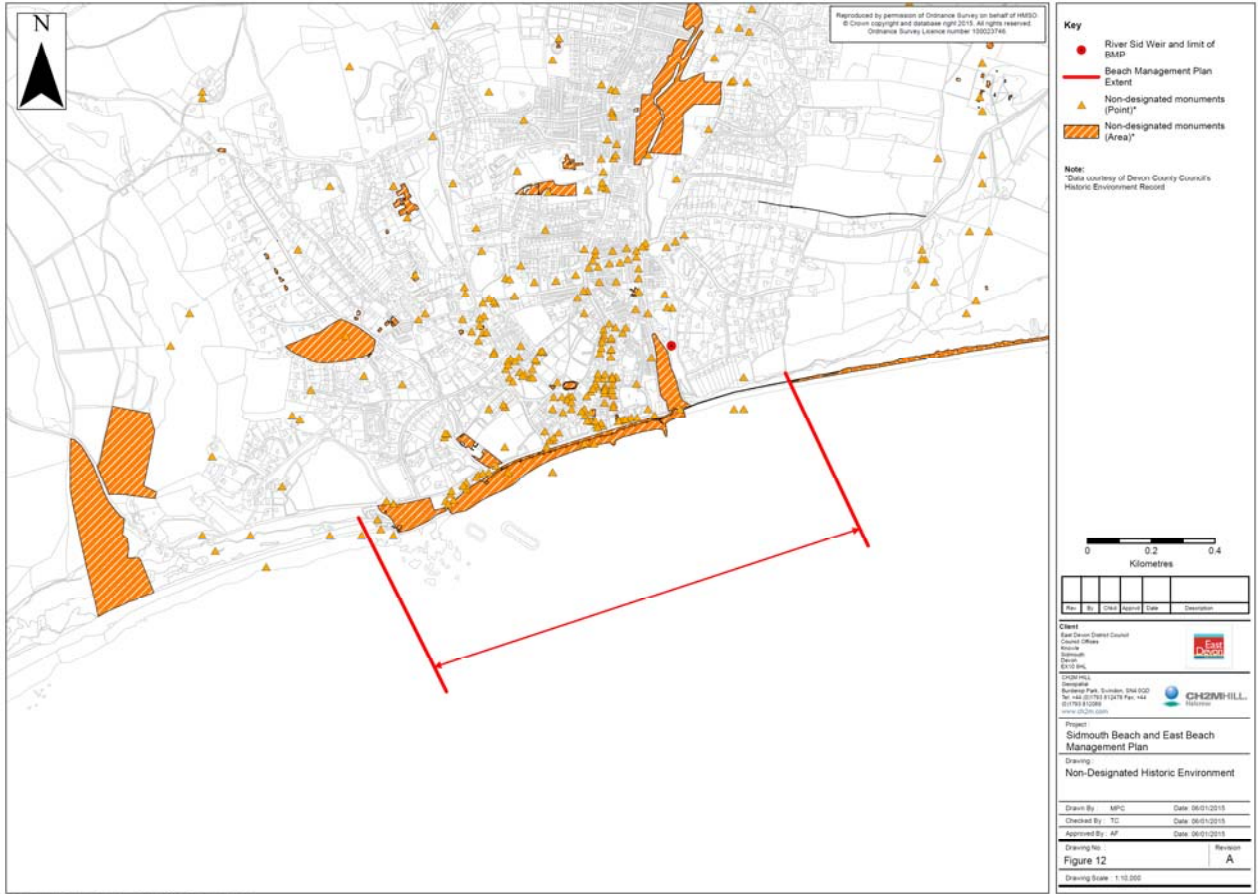 N
Reproduced by permission of Ordnance Survey on behalf of HMSO.
© Crown copyright and database right 2015. All rights reserved.
Ordnance Survey Licence number 100023746
Key
River Sid Weir and limit of
BMP
Beach Management Plan
Extent
Non-designated monuments
(Point)*
Non-designated monuments
(Area)*
Note:
*Data courtesy of Devon County Council's
Historic Environment Record
0 0.2 0.4
Kilometres
Rev By Chkd Apprvd Date Description
Client
East Devon District Council
Council Offices
Knowle
Sidmouth
Devon
EX10 8HL
East
Devon
CH2M HILL
Burderop Park, Swindon, SN4 0QD
www.ch2m.com
CH2MHILL.
Halcrow
Project :
Sidmouth Beach and East Beach
Management Plan
Drawing :
Non-Designated Historic Environment
Drawn By : MPC Date: 06/01/2015
Checked By : TC Date: 06/01/2015
Approved By : AF Date: 06/01/2015
Drawing No. : Revision
Figure 12 A
Drawing Scale : 1:10,000